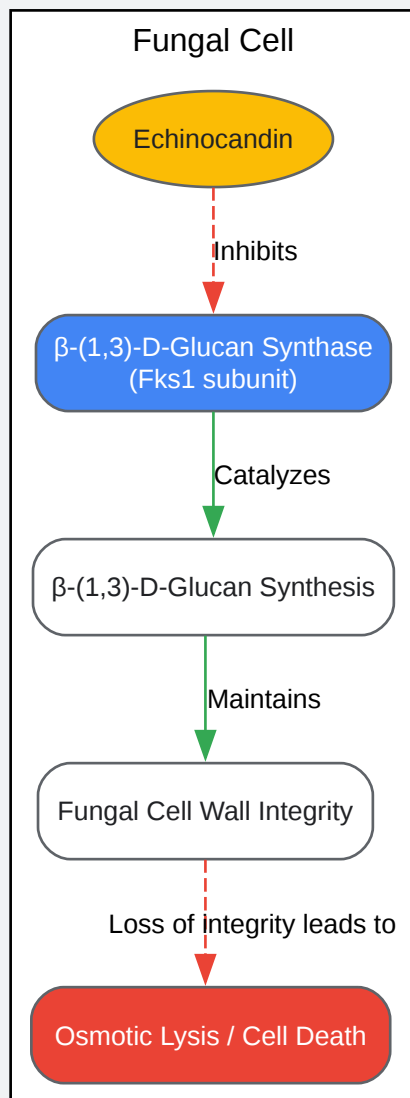 Fungal Cell
Echinocandin
Inhibits
β-(1,3)-D-Glucan Synthase
(Fks1 subunit)
Catalyzes
β-(1,3)-D-Glucan Synthesis
Maintains
Fungal Cell Wall Integrity
Loss of integrity leads to
Osmotic Lysis / Cell Death